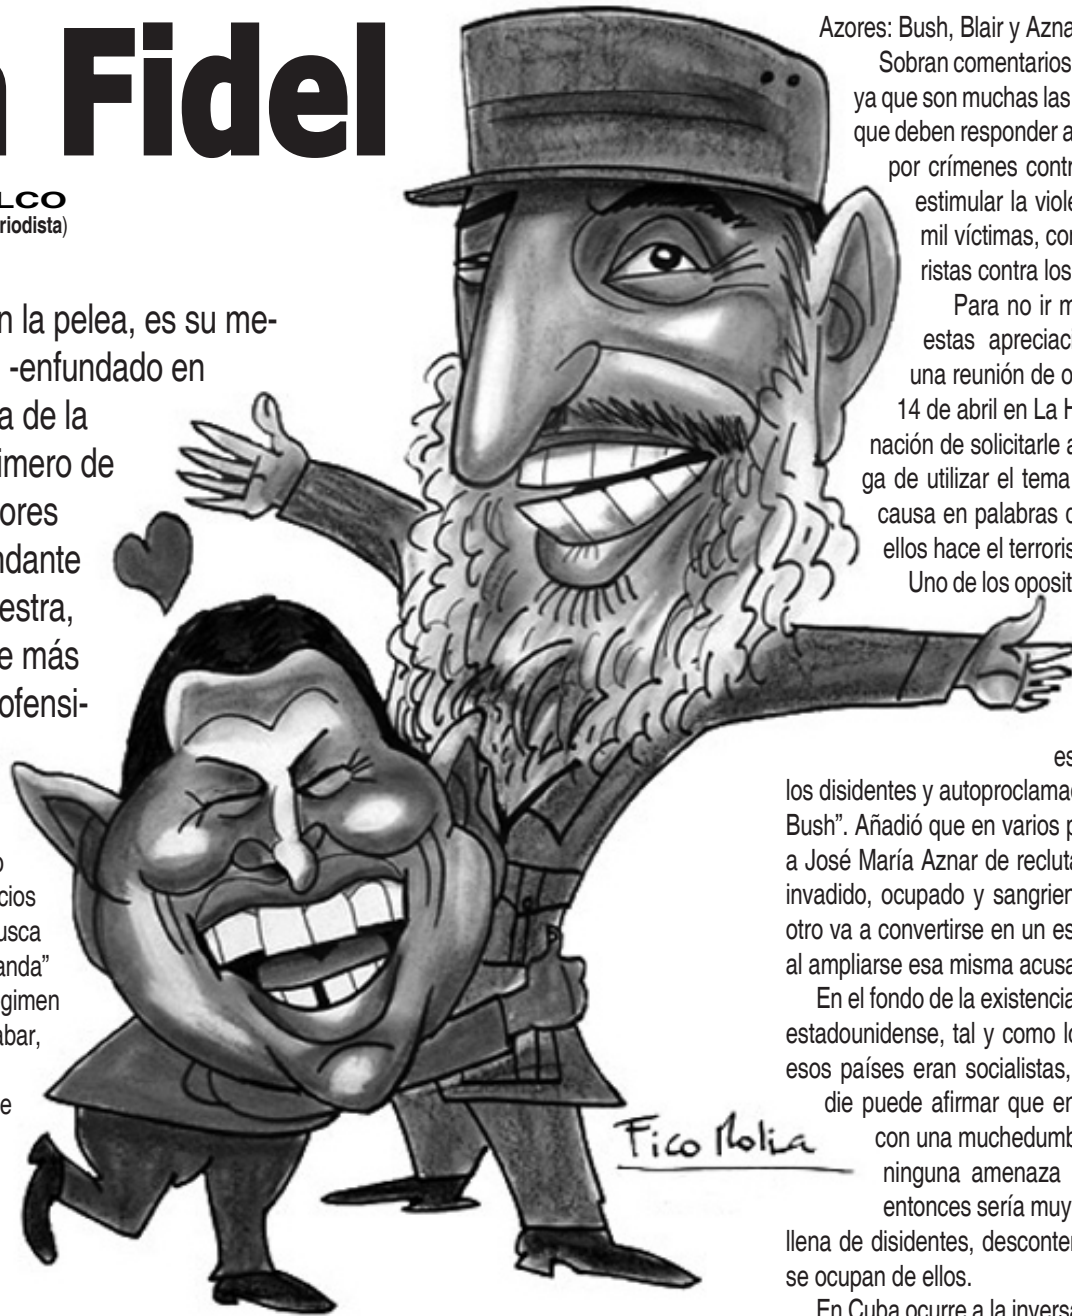 n Fidel
LCO
riodista)
n la pelea, es su me-
-enfundado en
a de la
imero de
ores
ndante
estra,
e más
ofensi-
o
cios
usca
anda”
gimen
abar,
e
Azores: Bush, Blair y Azna
Sobran comentarios
ya que son muchas las
que deben responder a
por crímenes contr
estimular la viole
mil víctimas, con
ristas contra los
Para no ir m
estas apreciaci
una reunión de o
14 de abril en La H
nación de solicitarle a
ga de utilizar el tema
causa en palabras d
ellos hace el terroris
Uno de los oposit
es
los disidentes y autoproclamad
Bush”. Añadió que en varios p
a José María Aznar de recluta
invadido, ocupado y sangrien
otro va a convertirse en un es
al ampliarse esa misma acusa
En el fondo de la existencia
estadounidense, tal y como lo
esos países eran socialistas,
die puede afirmar que en
con una muchedumb
ninguna amenaza
entonces sería muy
llena de disidentes, desconten
se ocupan de ellos.
En Cuba ocurre a la inversa
Fico Molia